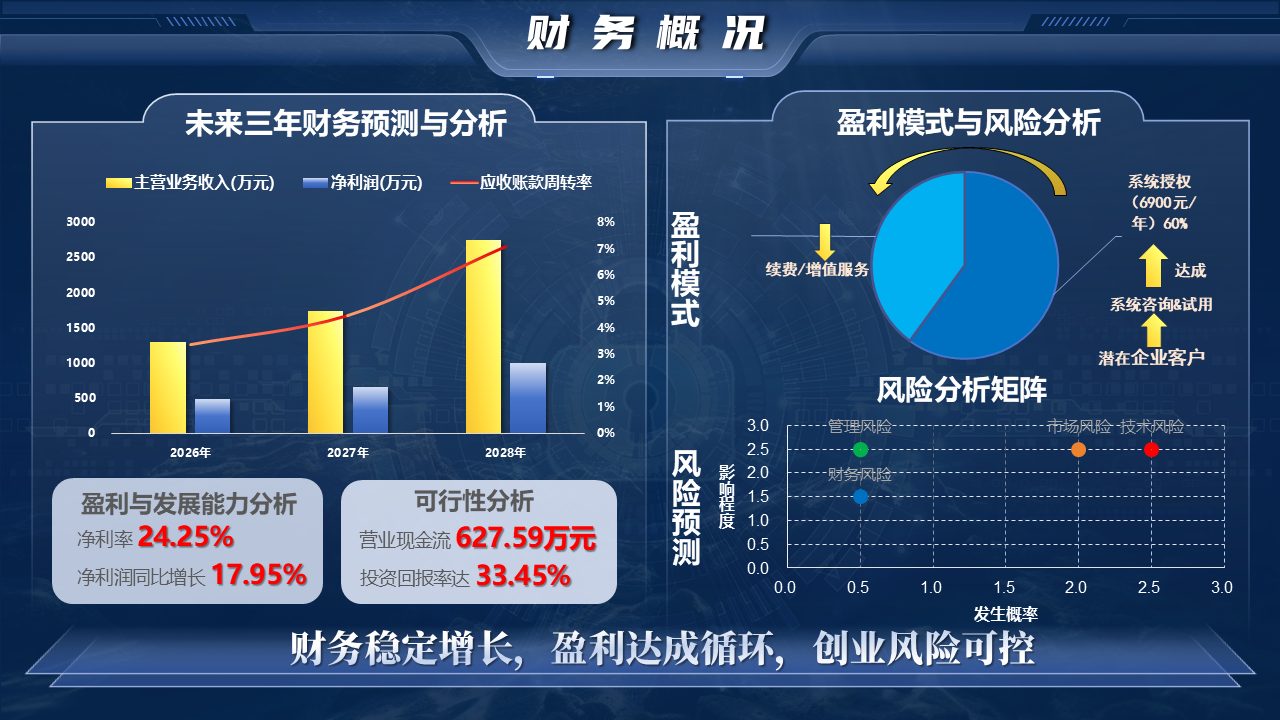 财务概况
未来三年财务预测与分析
主营业务收入(万元)
净利润(万元)
应收账款周转率
3000
2500
2000
1500
1000
500
0
8%
7%
6%
5%
4%
3%
2%
1%
0%
2026年
2027年
2028年
盈利与发展能力分析
净利率 24.25%
净利润同比增长 17.95%
可行性分析
营业现金流 627.59万元
投资回报率达 33.45%
盈利模式与风险分析
盈利模式
续费/增值服务
系统授权
（6900元/
年）60%
达成
系统咨询&试用
潜在企业客户
风险分析矩阵
风险预测
影响程度
3.0
2.5
2.0
1.5
1.0
0.5
0.0
管理风险
市场风险
技术风险
财务风险
0.0
0.5
1.0
1.5
2.0
2.5
3.0
发生概率
财务稳定增长，盈利达成循环，创业风险可控